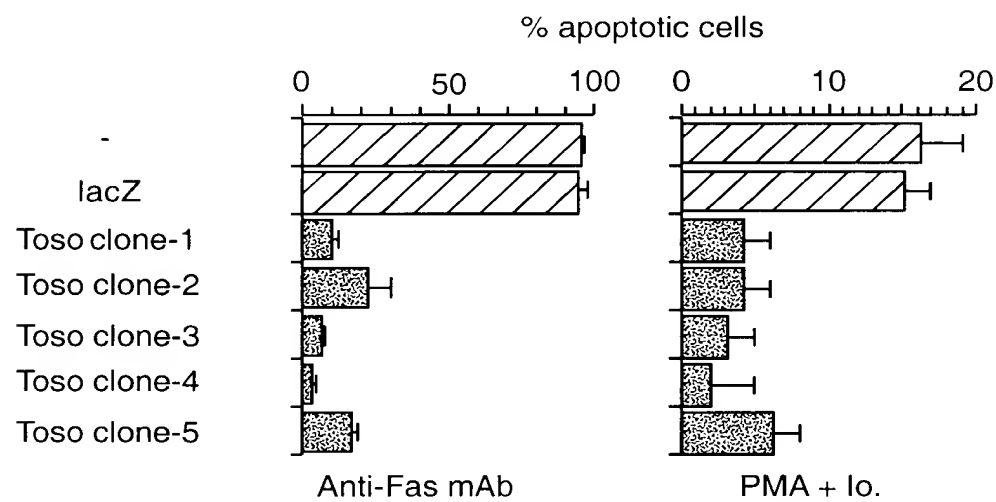 % apoptotic cells
0 50 100 0 10 20
-
lacZ
Toso clone-1
Toso clone-2
Toso clone-3
Toso clone-4
Toso clone-5
Anti-Fas mAb PMA + Io.